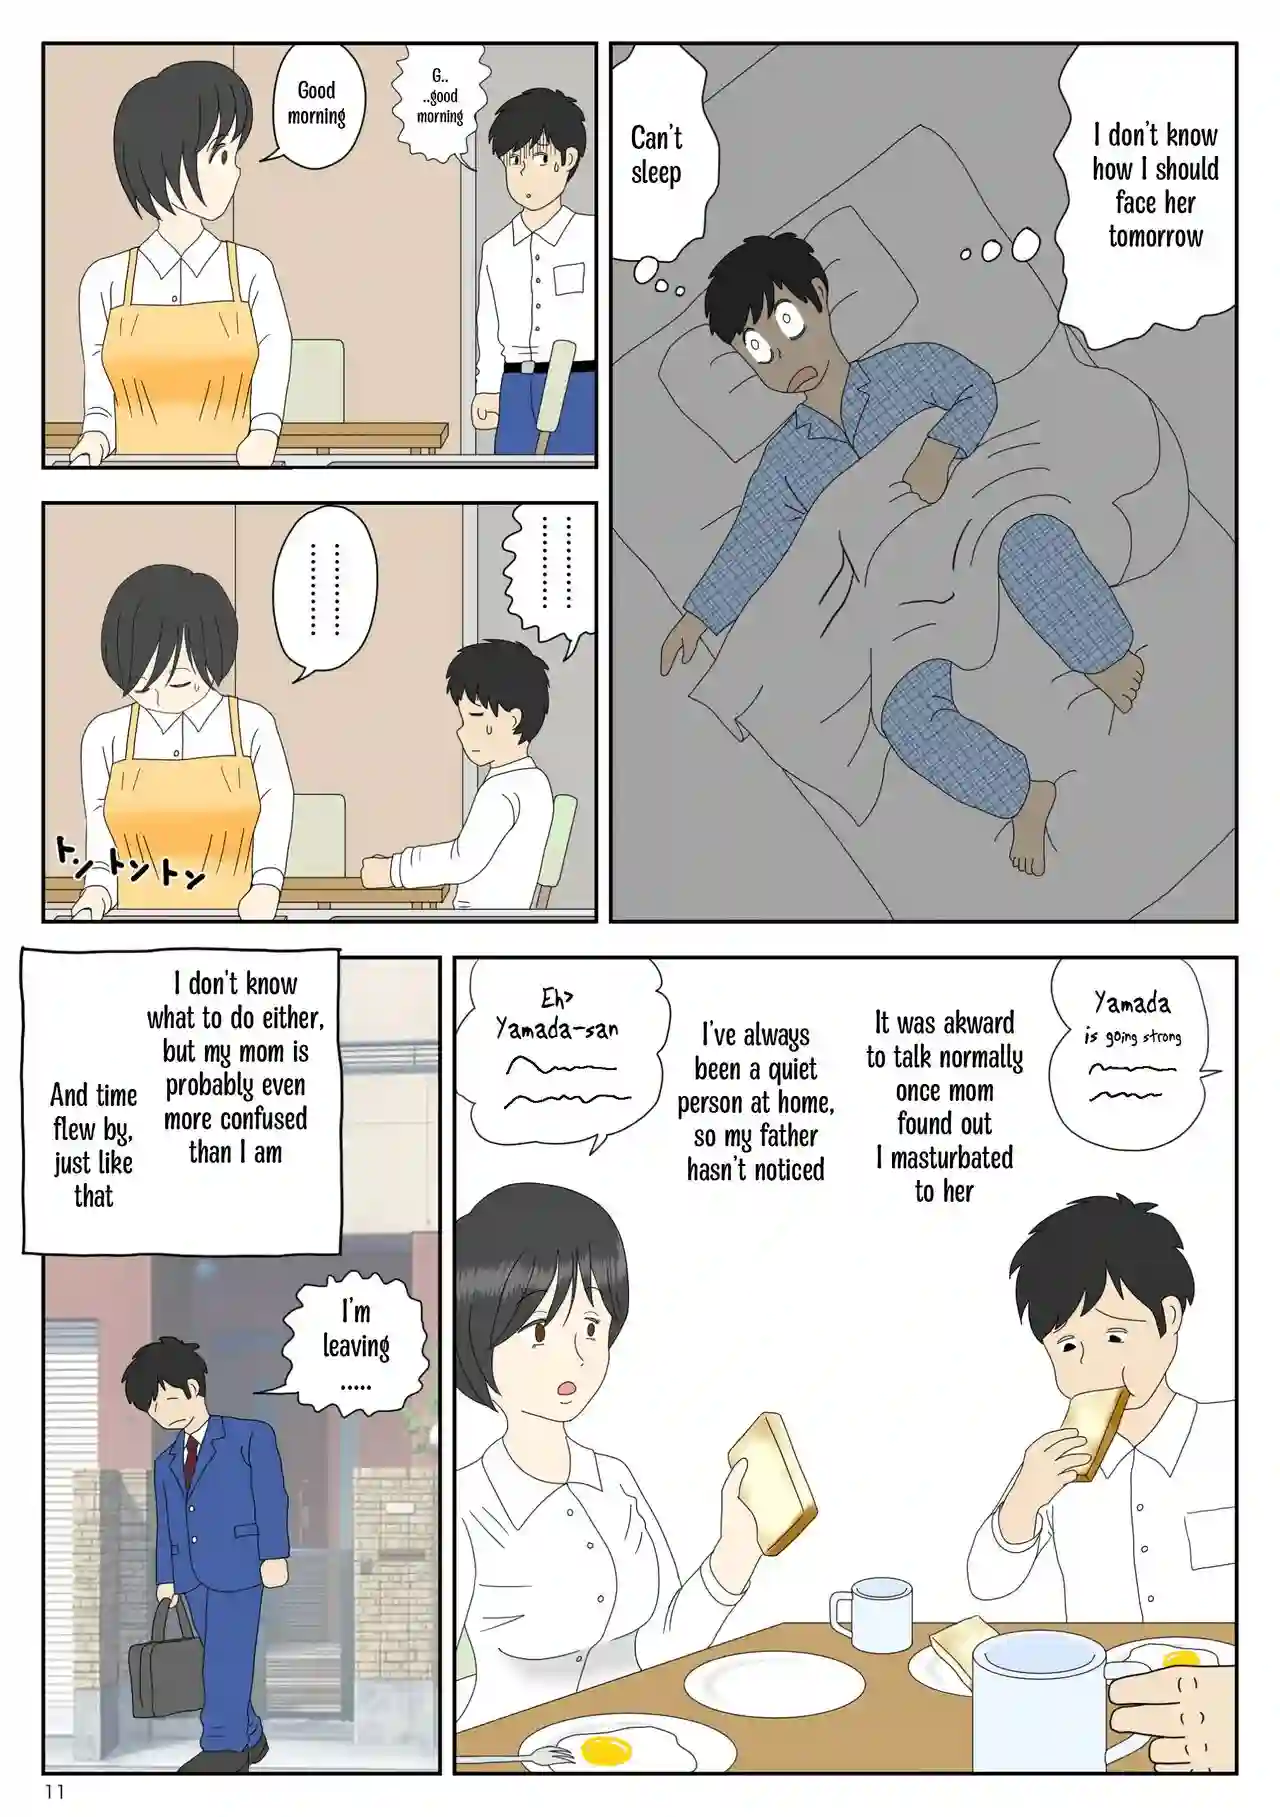 I don't know
how I should
face her
tomorrow
Can't
sleep
G..
..good
morning
Good
morning
トントントン
Yamada
is going strong
It was akward
to talk normally
once mom
found out
I masturbated
to her
I've always
been a quiet
person at home,
so my father
hasn't noticed
Eh>
Yamada-san
I don't know
what to do either,
but my mom is
probably even
more confused
than I am
And time
flew by,
just like
that
I'm
leaving
.....
11